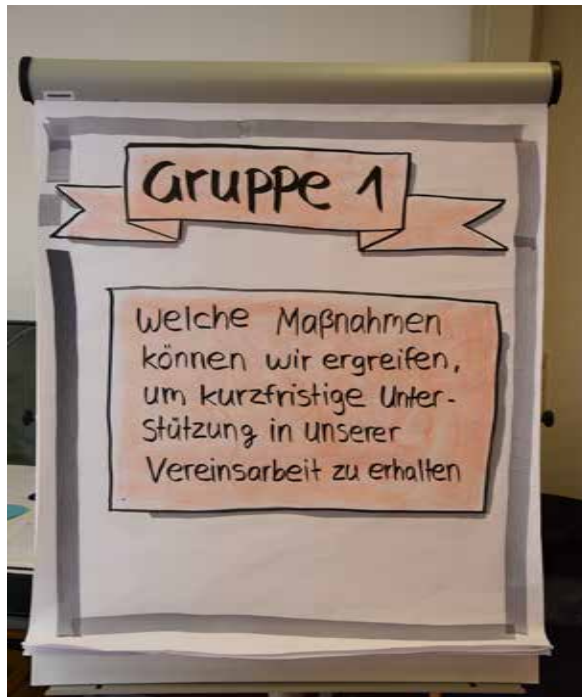 Gruppe 1
Welche Maßnahmen
können wir ergreifen,
um kurzfristige Unter-
stützung in unserer
Vereinsarbeit zu erhalten